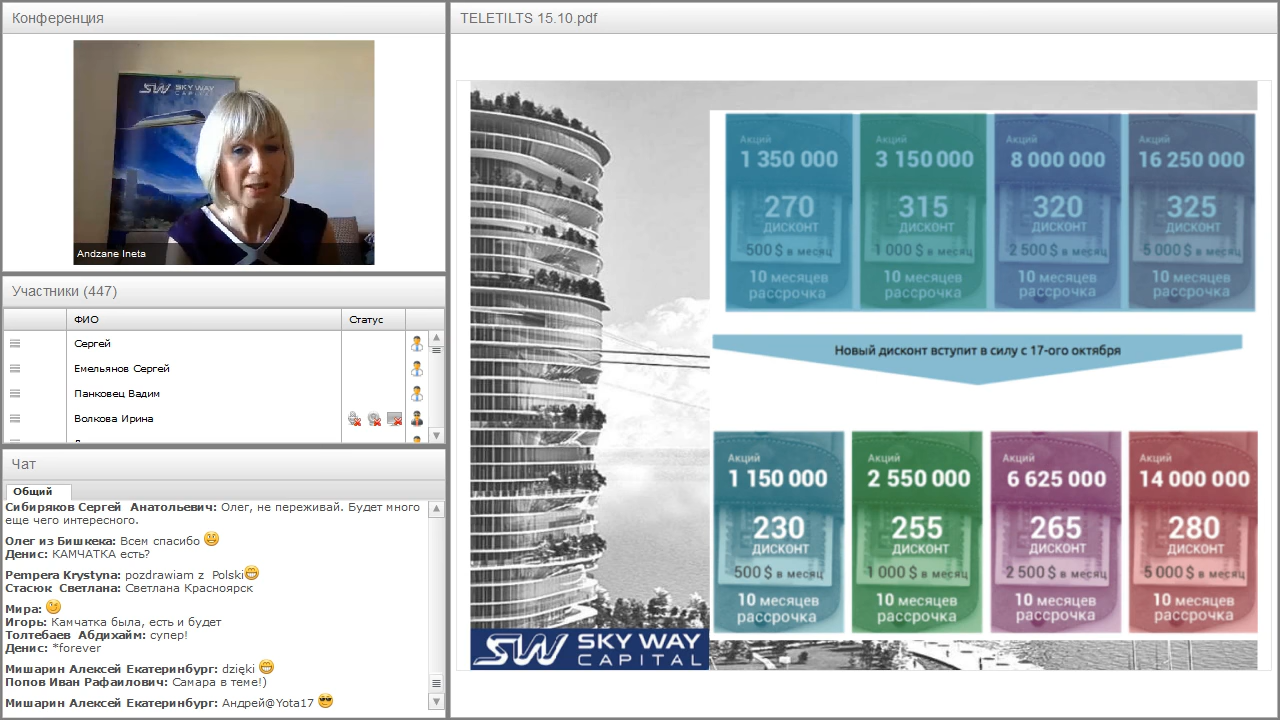 Конференция
SKY WAY
CAPITAL
Andzane Ineta
Участники (447)
ФИО
Статус
Сергей
Емельянов Сергей
Панковец Вадим
Волкова Ирина
Чат
Общий
Сибиряков Сергей Анатольевич: Олег, не переживай. Будет много
еще чего интересного.
Олег из Бишкека: Всем спасибо
Денис: КАМЧАТКА есть?
Pempera Krystyna: pozdrawiam z Polski
Стасюк Светлана: Светлана Красноярск
Мира:
Игорь: Камчатка была, есть и будет
Толтебаев Абдихайм: супер!
Денис: *forever
Мишарин Алексей Екатеринбург: dzięki
Попов Иван Рафаилович: Самара в теме!)
Мишарин Алексей Екатеринбург: Андрей@Yota17
TELETILTS 15.10.pdf
Акций
1 350 000
270
ДИСКОНТ
500 $ в месяц
10 месяцев
рассрочка
Акций
3 150 000
315
ДИСКОНТ
1 000 $ в месяц
10 месяцев
рассрочка
Акций
8 000 000
320
ДИСКОНТ
2 500 $ в месяц
10 месяцев
рассрочка
Акций
16 250 000
325
ДИСКОНТ
5 000 $ в месяц
10 месяцев
рассрочка
Новый дисконт вступит в силу с 17-ого октября
Акций
1 150 000
230
ДИСКОНТ
500 $ в месяц
10 месяцев
рассрочка
Акций
2 550 000
255
ДИСКОНТ
1 000 $ в месяц
10 месяцев
рассрочка
Акций
6 625 000
265
ДИСКОНТ
2 500 $ в месяц
10 месяцев
рассрочка
Акций
14 000 000
280
ДИСКОНТ
5 000 $ в месяц
10 месяцев
рассрочка
SW SKY WAY
CAPITAL